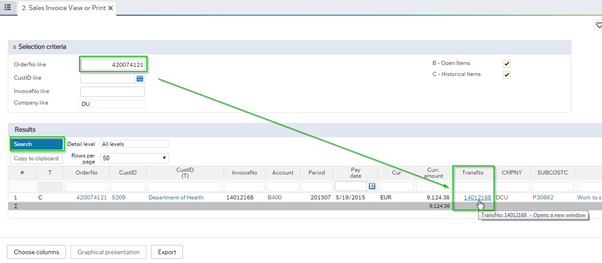 2. Sales Invoice View or Print ×
Selection criteria
OrderNo like 420074121 B - Open Items
CustID like C - Historical Items
InvoiceNo like
Company like DU
Results
Search Detail level All levels
Copy to clipboard Rows per page 50
# T OrderNo CustID CustID (T) InvoiceNo Account Period Pay date Cur Curr. amount TransNo CMPNY SUBCOSTC
1 C 420074121 5209 Department of Health 14012168 B400 201507 5/19/2015 EUR 9,124.36 14012168 DCU P30862 Work to s
Σ 9,124.36
TransNo: 14012168 - Opens a new window
Choose columns Graphical presentation Export